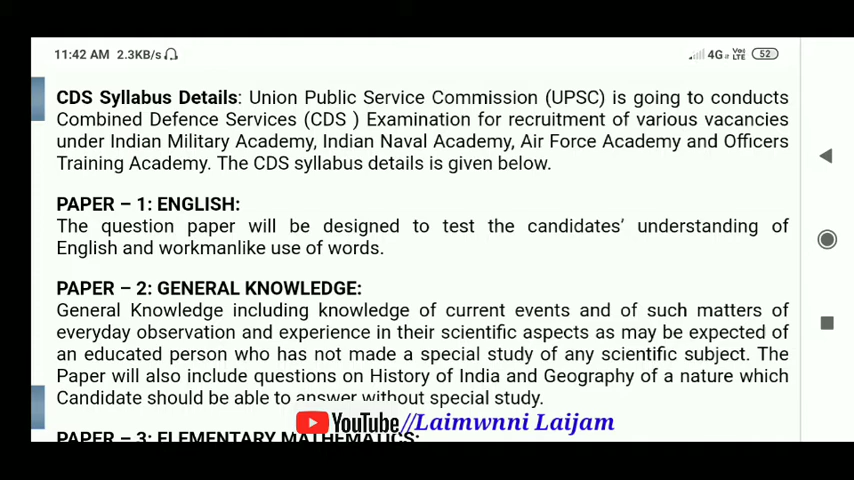 11:42 AM 2.3KB/s 4G VoLTE 52
CDS Syllabus Details: Union Public Service Commission (UPSC) is going to conducts
Combined Defence Services (CDS ) Examination for recruitment of various vacancies
under Indian Military Academy, Indian Naval Academy, Air Force Academy and Officers
Training Academy. The CDS syllabus details is given below.
PAPER – 1: ENGLISH:
The question paper will be designed to test the candidates’ understanding of
English and workmanlike use of words.
PAPER – 2: GENERAL KNOWLEDGE:
General Knowledge including knowledge of current events and of such matters of
everyday observation and experience in their scientific aspects as may be expected of
an educated person who has not made a special study of any scientific subject. The
Paper will also include questions on History of India and Geography of a nature which
Candidate should be able to answer without special study.
YouTube//Laimwnni Laijam
PAPER – 3: ELEMENTARY MATHEMATICS: